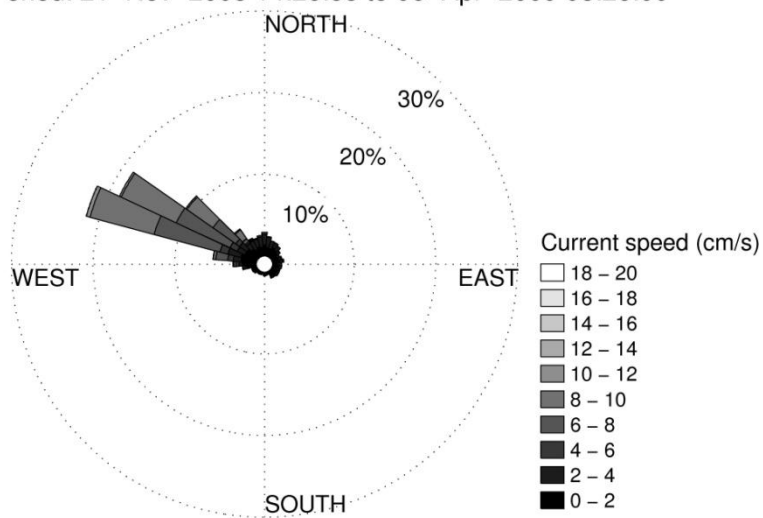 NORTH
30%
20%
10%
WEST
EAST
SOUTH
Current speed (cm/s)
18 – 20
16 – 18
14 – 16
12 – 14
10 – 12
8 – 10
6 – 8
4 – 6
2 – 4
0 – 2